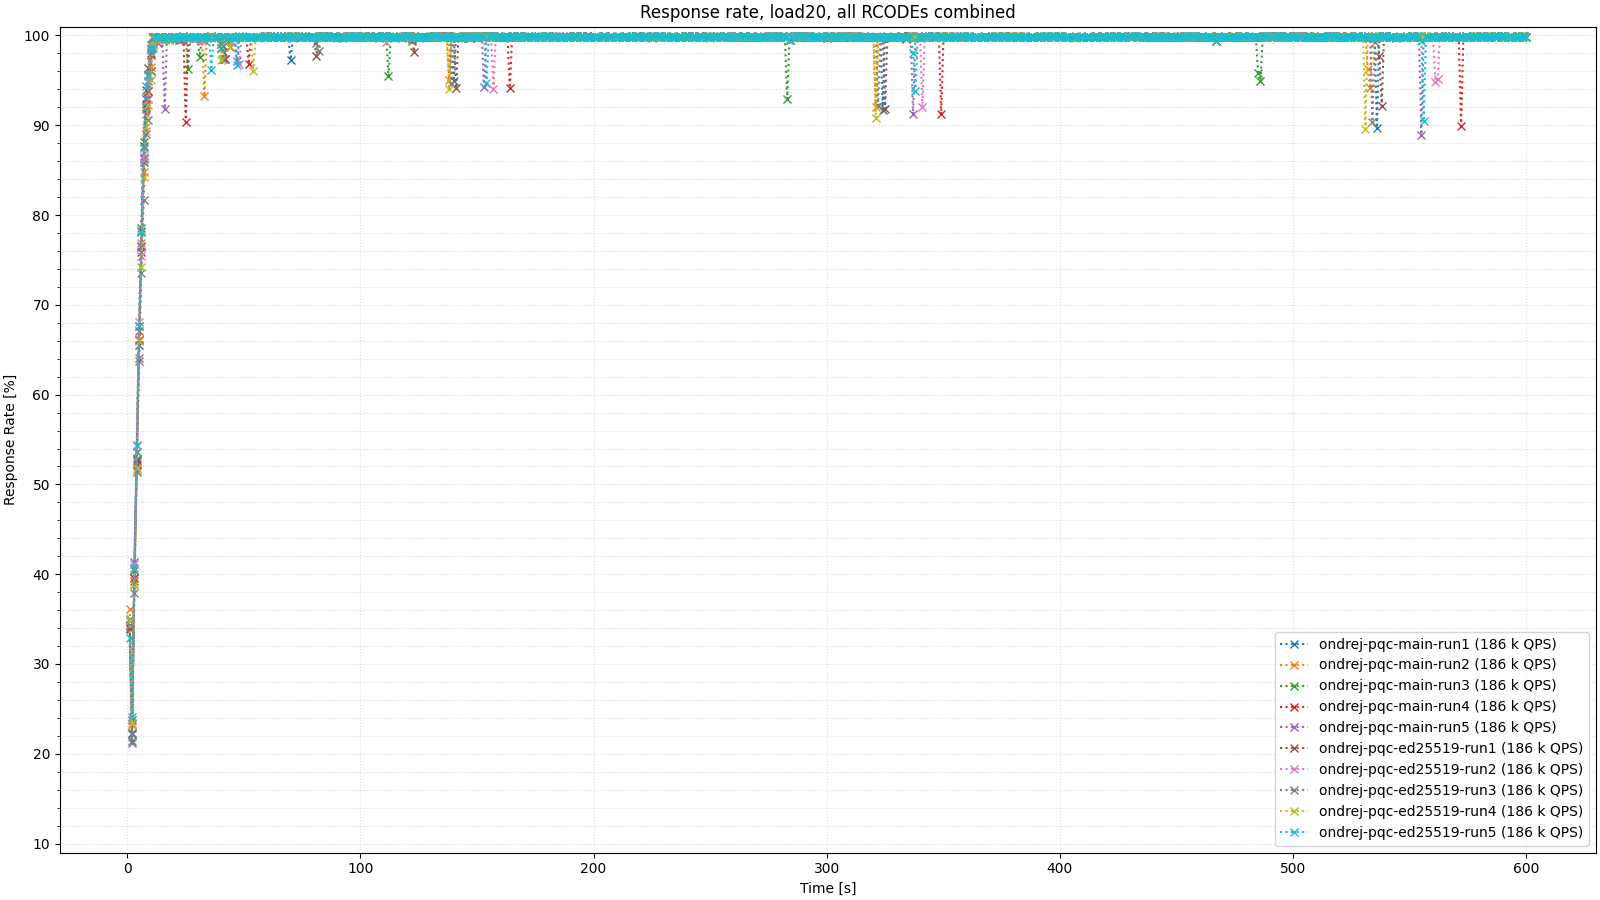 Response rate, load20, all RCODEs combined
100
90
80
70
60
50
40
30
20
10
Response Rate [%]
0
100
200
300
400
500
600
Time [s]
ondrej-pqc-main-run1 (186 k QPS)
ondrej-pqc-main-run2 (186 k QPS)
ondrej-pqc-main-run3 (186 k QPS)
ondrej-pqc-main-run4 (186 k QPS)
ondrej-pqc-main-run5 (186 k QPS)
ondrej-pqc-ed25519-run1 (186 k QPS)
ondrej-pqc-ed25519-run2 (186 k QPS)
ondrej-pqc-ed25519-run3 (186 k QPS)
ondrej-pqc-ed25519-run4 (186 k QPS)
ondrej-pqc-ed25519-run5 (186 k QPS)